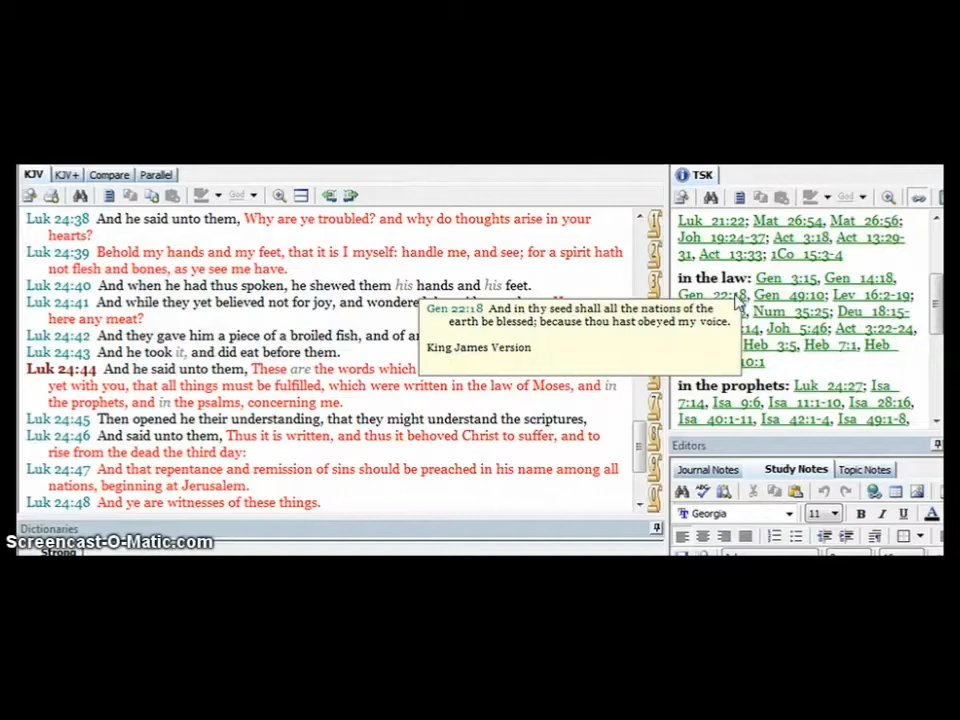 KJV KJV+ Compare Parallel
God
Luk 24:38 And he said unto them, Why are ye troubled? and why do thoughts arise in your
hearts?
Luk 24:39 Behold my hands and my feet, that it is I myself: handle me, and see; for a spirit hath
not flesh and bones, as ye see me have.
Luk 24:40 And when he had thus spoken, he shewed them his hands and his feet.
Luk 24:41 And while they yet believed not for joy, and wondere
here any meat?
Luk 24:42 And they gave him a piece of a broiled fish, and of an
Luk 24:43 And he took it, and did eat before them.
Luk 24:44 And he said unto them, These are the words which
yet with you, that all things must be fulfilled, which were written in the law of Moses, and in
the prophets, and in the psalms, concerning me.
Luk 24:45 Then opened he their understanding, that they might understand the scriptures,
Luk 24:46 And said unto them, Thus it is written, and thus it behoved Christ to suffer, and to
rise from the dead the third day:
Luk 24:47 And that repentance and remission of sins should be preached in his name among all
nations, beginning at Jerusalem.
Luk 24:48 And ye are witnesses of these things.
Gen 22:18 And in thy seed shall all the nations of the
earth be blessed; because thou hast obeyed my voice.
King James Version
Dictionaries
Screencast-O-Matic.com
Strong
TSK
God
Luk 21:22; Mat 26:54, Mat 26:56;
Joh 19:24-37; Act 3:18, Act 13:29-
31, Act 13:33; 1Co 15:3-4
in the law: Gen 3:15, Gen 14:18,
Gen 22:18, Gen 49:10; Lev 16:2-19;
Num 35:25; Deu 18:15-
14; Joh 5:46; Act 3:22-24,
Heb 3:5, Heb 7:1, Heb
10:1
in the prophets: Luk 24:27; Isa
7:14, Isa 9:6, Isa 11:1-10, Isa 28:16
Isa 40:1-11, Isa 42:1-4, Isa 49:1-8,
Editors
Journal Notes Study Notes Topic Notes
Georgia 11 B I U A